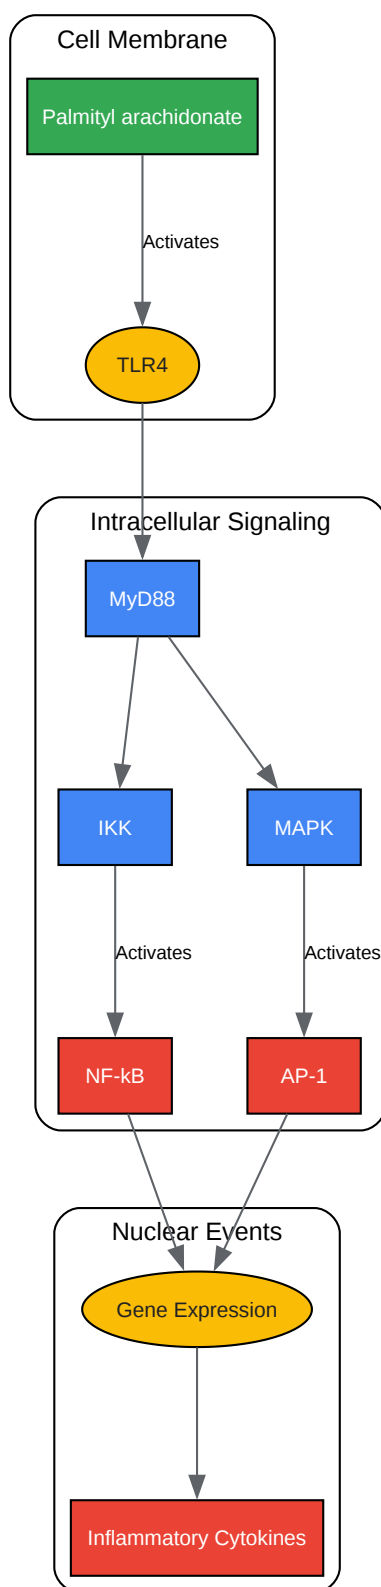 Cell Membrane
Palmityl arachidonate
Activates
TLR4
Intracellular Signaling
MyD88
IKK
MAPK
Activates
Activates
NF-kB
AP-1
Nuclear Events
Gene Expression
Inflammatory Cytokines